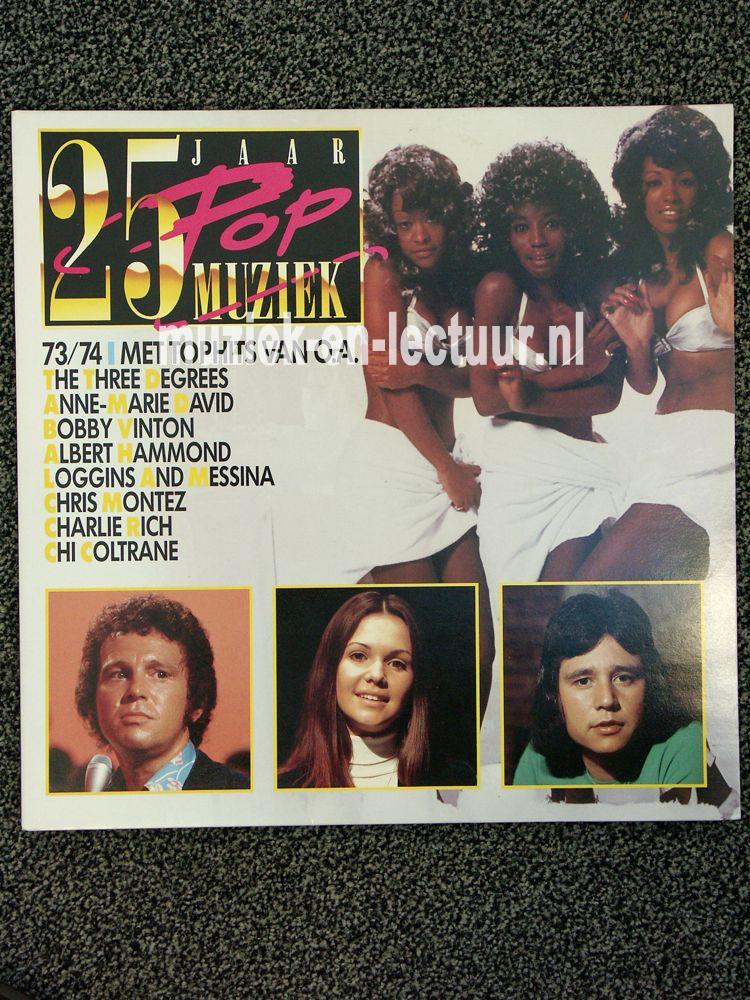 25 JAAR
Pop
MUZIEK
muziek-en-lectuur.nl
73/74 I MET TOPHITS VAN O.A.
THE THREE DEGREES
ANNE-MARIE DAVID
BOBBY VINTON
ALBERT HAMMOND
LOGGINS AND MESSINA
CHRIS MONTEZ
CHARLIE RICH
CHI COLTRANE